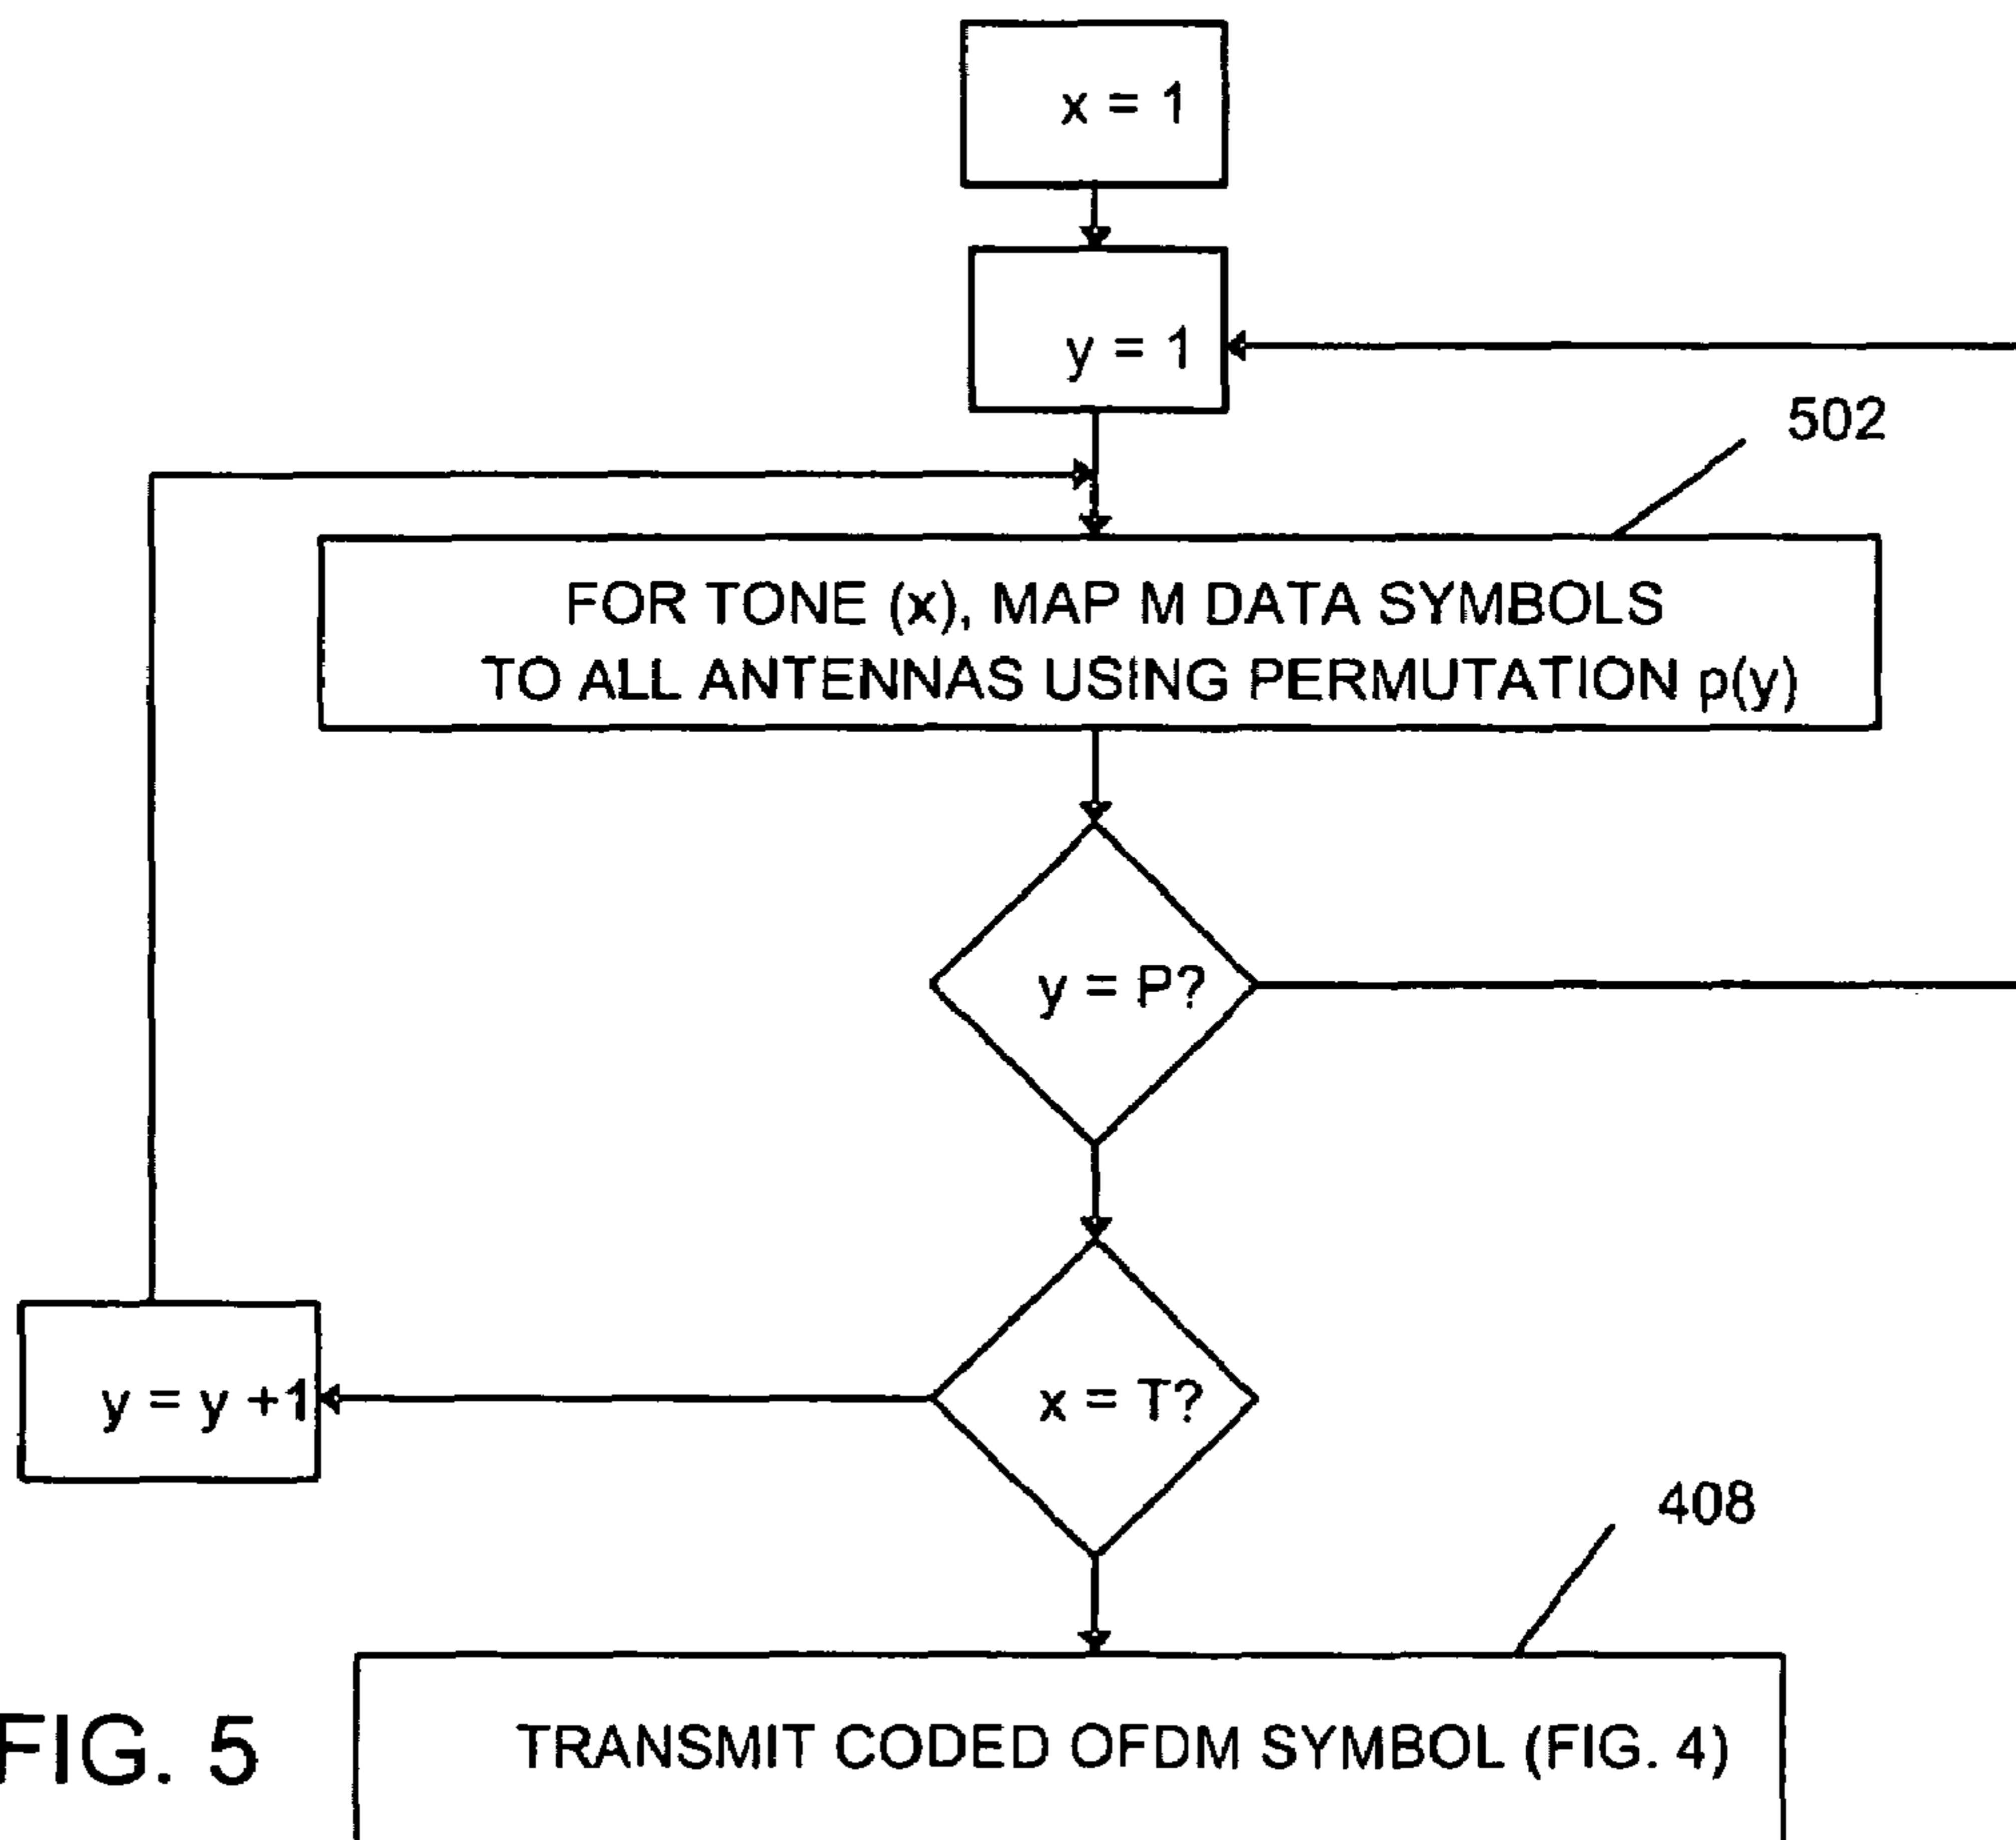 x = 1
y = 1
502
FOR TONE (x), MAP M DATA SYMBOLS
TO ALL ANTENNAS USING PERMUTATION p(y)
y = P?
y = y +1
x = T?
408
TRANSMIT CODED OFDM SYMBOL (FIG. 4)
FIG. 5